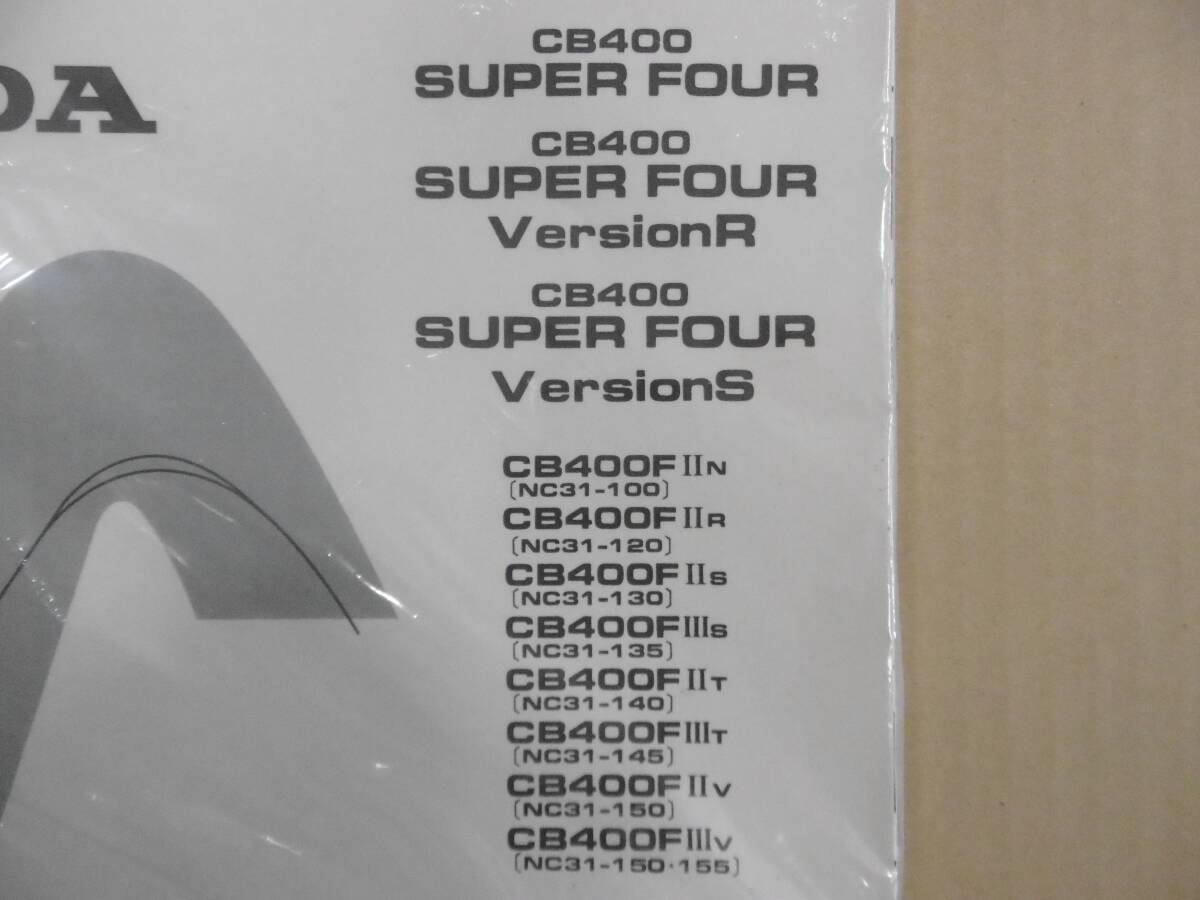 DA
CB400
SUPER FOUR
CB400
SUPER FOUR
VersionR
CB400
SUPER FOUR
VersionS
CB400FⅡN
(NC31-100)
CB400FⅡR
(NC31-120)
CB400FⅡS
(NC31-130)
CB400FⅢS
(NC31-135)
CB400FⅡT
(NC31-140)
CB400FⅢT
(NC31-145)
CB400FⅡV
(NC31-150)
CB400FⅢV
(NC31-150·155)